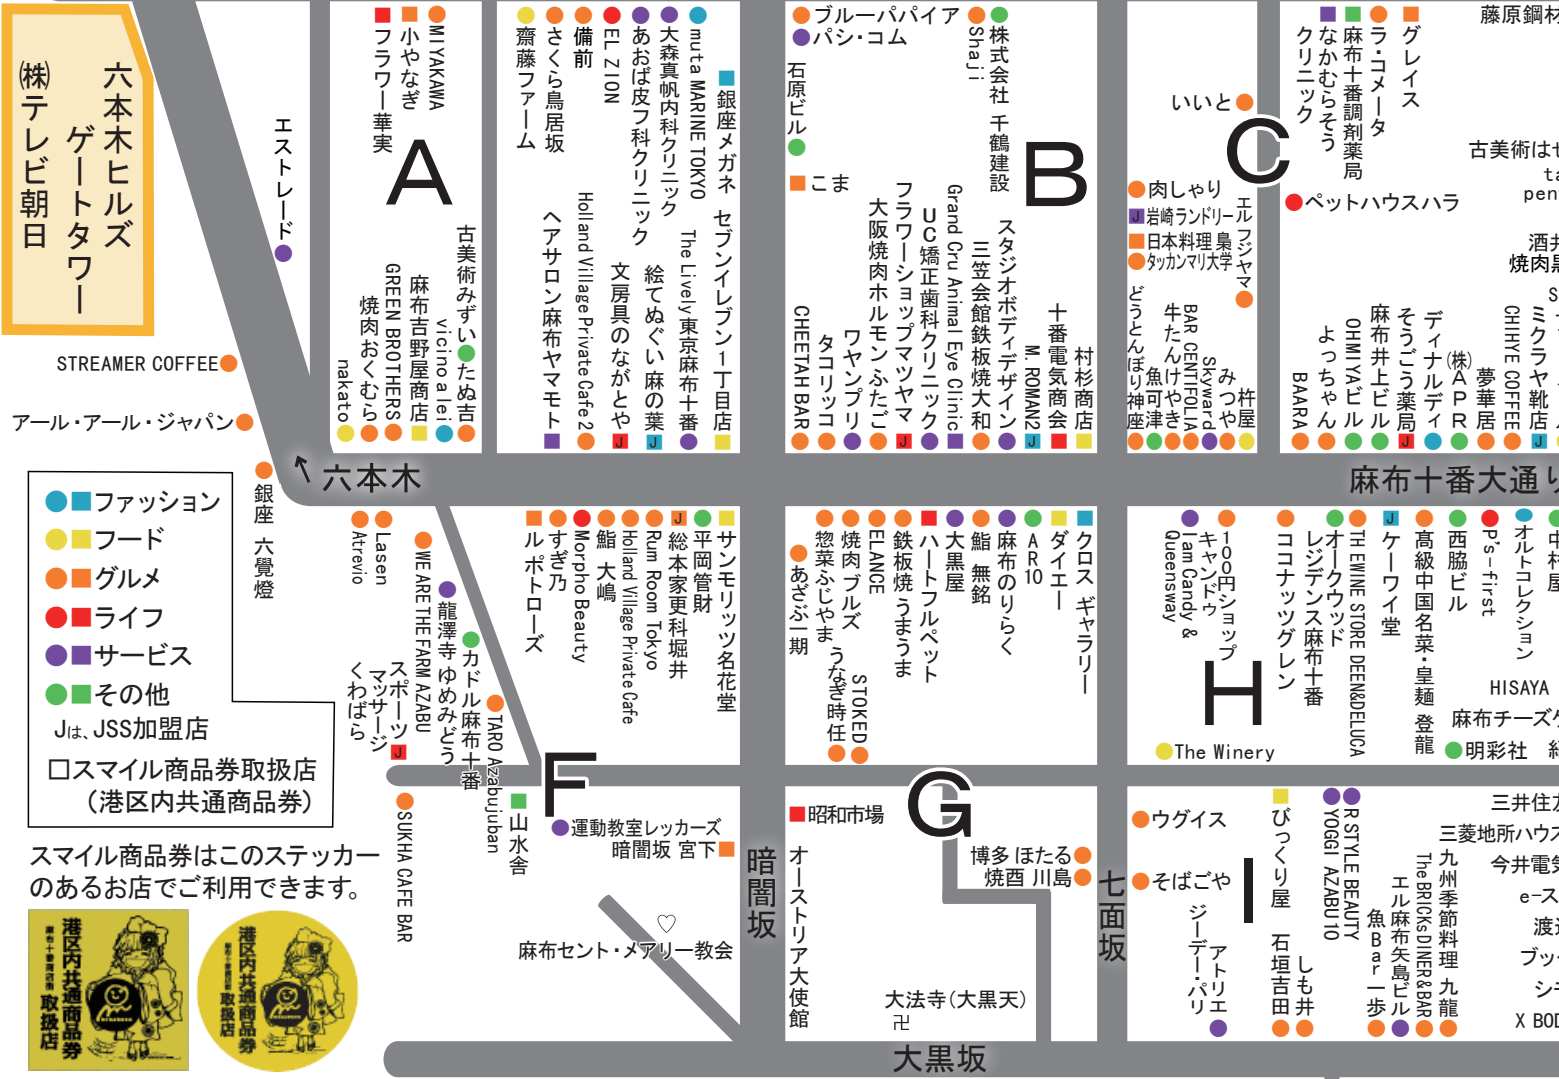 六本木ヒルズ
ゲートタワー
㈱テレビ朝日
エストレード
STREAMER COFFEE
アール・アール・ジャパン
フラワー華実
小やなぎ
MIYAKAWA
A
nakato
焼肉おくむら
GREEN BROTHERS
麻布吉野屋商店
vicino a lei
古美術みずい
たぬ吉
齋藤ファーム
さくら鳥居坂
備前
EL ZION
あおば皮フ科クリニック
大森真帆内科クリニック
muta MARINE TOKYO
銀座メガネ
ヘアサロン麻布ヤマモト
J
Holland Village Private Cafe 2
文房具のながとや
J
絵てぬぐい 麻の葉
The Lively 東京麻布十番
セブンイレブン1丁目店
ブルーパパイア
パシ・コム
Shaji
株式会社 千鶴建設
石原ビル
こま
B
CHEETAH BAR
タコリッコ
ワヤンプリ
大阪焼肉ホルモン ふたご
フラワーショップマツヤマ
J
UC矯正歯科クリニック
Grand Cru Animal Eye Clinic
三笠会館鉄板焼 大和
スタジオボディデザイン
M. ROMAN2
J
十番電気商会
村杉商店
いいと
C
肉しゃり
J
岩崎ランドリー
日本料理 梟
タッカンマリ大学
エルフジヤマ
どうとんぼり神座
魚可津
牛たん けやき
BAR CENTIFOLIA
Skyward
みつや
杵屋
なかむらそう
クリニック
麻布十番調剤薬局
ラ・コメータ
グレイス
藤原鋼材
古美術はせ
ta
pen
ペットハウスハラ
酒井
焼肉黒
BAARA
よっちゃん
OHMIYAビル
麻布井上ビル
そうごう薬局
J
ディナルディ
㈱APR
夢華居
CHIHYE COFFEE
ミクラヤ靴店
J
六本木
麻布十番大通り
ファッション
フード
グルメ
ライフ
サービス
その他
Jは、JSS加盟店
□スマイル商品券取扱店
(港区内共通商品券)
スマイル商品券はこのステッカー
のあるお店でご利用できます。
港区内共通商品券
取扱店
港区内共通商品券
取扱店
銀座 六覺燈
Atrevio
Lasen
WE ARE THE FARM AZABU
龍澤寺 ゆめみどう
カドル麻布十番
TARO Azabujuban
スポーツ
マッサージ
くわばら
J
SUKHA CAFE BAR
ル ポトローズ
すぎ乃
Morpho Beauty
鮨 大嶋
Holland Village Private Cafe
Rum Room Tokyo
J
総本家更科堀井
平岡管財
サンモリッツ名花堂
F
山水舎
運動教室レッカーズ
暗闇坂 宮下
♡
麻布セント・メアリー教会
暗闇坂
あざぶ一期
惣菜ふじやま
焼肉 ブルズ
ELANCE
鉄板焼 うまうま
ハートフルペット
大黒屋
鮨 無銘
麻布のりらく
AR10
ダイエー
クロス ギャラリー
うなぎ時任
STOKED
G
昭和市場
オーストリア大使館
博多 ほたる
焼酉 川島
大法寺(大黒天)
卍
大黒坂
七面坂
I am Candy &
Queensway
100円ショップ
キャンドゥ
H
The Winery
ココナッツグレン
オークウッド
レジデンス麻布十番
THE WINE STORE DEEN&DELUCA
J
ケーワイ堂
高級中国名菜・皇麺 登龍
西脇ビル
P's-first
オルトコレクション
中村屋
HISAYA
麻布チーズケ
明彩社
I
ウグイス
そばごや
ジーデー・パリ
アトリエ
びっくり屋
石垣吉田
しも井
YOGGI AZABU10
R STYLE BEAUTY
魚Bar 一歩
エル麻布矢島ビル
The BRICKs DINER&BAR
九州季節料理 九龍
三井住
三菱地所ハウス
今井電気
e-ス
渡
ブッ
シ
X BOD